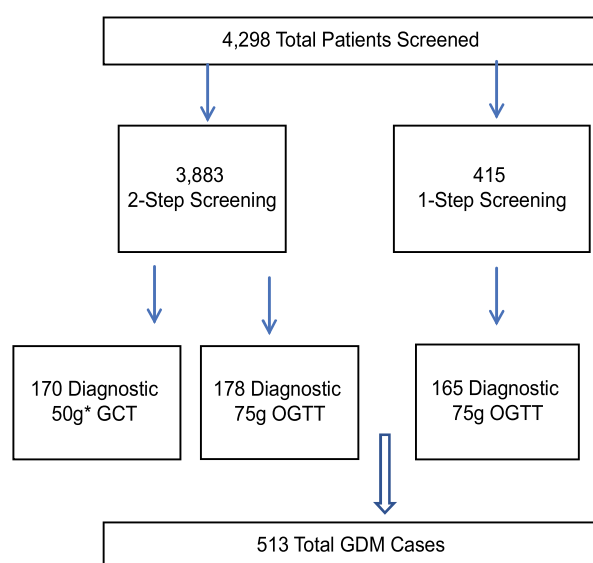 4,298 Total Patients Screened
3,883
2-Step Screening
415
1-Step Screening
170 Diagnostic
50g* GCT
178 Diagnostic
75g OGTT
165 Diagnostic
75g OGTT
513 Total GDM Cases